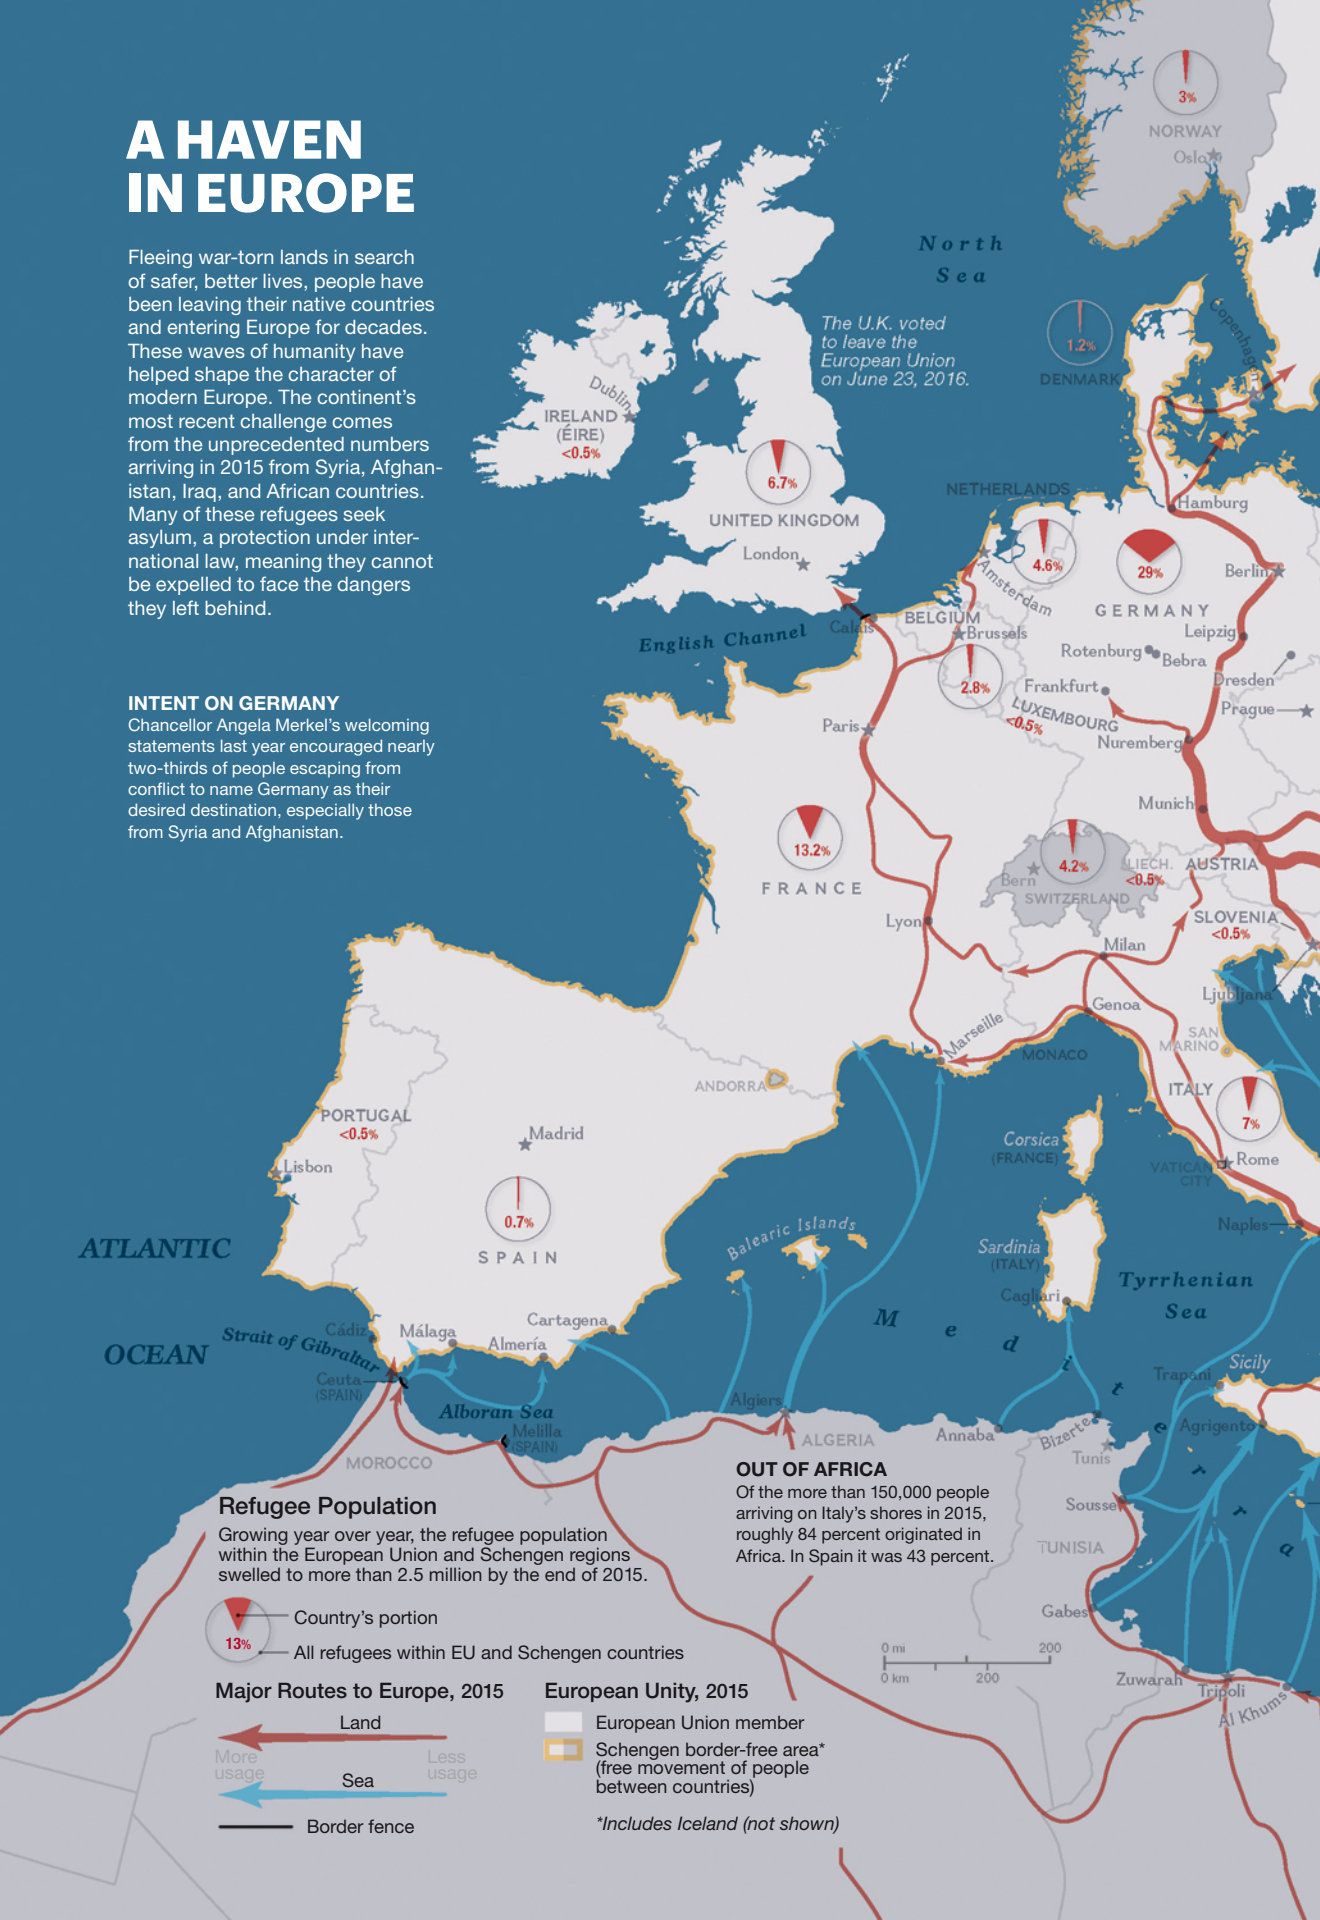 A HAVEN
IN EUROPE
Fleeing war-torn lands in search
of safer, better lives, people have
been leaving their native countries
and entering Europe for decades.
These waves of humanity have
helped shape the character of
modern Europe. The continent's
most recent challenge comes
from the unprecedented numbers
arriving in 2015 from Syria, Afghan-
istan, Iraq, and African countries.
Many of these refugees seek
asylum, a protection under inter-
national law, meaning they cannot
be expelled to face the dangers
they left behind.
INTENT ON GERMANY
Chancellor Angela Merkel's welcoming
statements last year encouraged nearly
two-thirds of people escaping from
conflict to name Germany as their
desired destination, especially those
from Syria and Afghanistan.
3%
NORWAY
Oslo
North
Sea
The U.K. voted
to leave the
European Union
on June 23, 2016.
1.2%
DENMARK
Copenhagen
Dublin
IRELAND
(ÉIRE)
<0.5%
6.7%
UNITED KINGDOM
London
NETHERLANDS
4.6%
Amsterdam
Hamburg
29%
GERMANY
Berlin
English Channel
Calais
BELGIUM
Brussels
2.8%
Leipzig
Rotenburg
Bebra
Dresden
Frankfurt
LUXEMBOURG
<0.5%
Prague
Paris
Nuremberg
Munich
13.2%
FRANCE
4.2%
Bern
SWITZERLAND
LIECH.
<0.5%
AUSTRIA
SLOVENIA
<0.5%
Lyon
Milan
Ljubljana
Genoa
Marseille
MONACO
SAN
MARINO
ANDORRA
ITALY
7%
PORTUGAL
<0.5%
Madrid
Corsica
(FRANCE)
VATICAN
CITY
Rome
Lisbon
0.7%
SPAIN
Naples
ATLANTIC
OCEAN
Balearic Islands
Sardinia
(ITALY)
Cagliari
Tyrrhenian
Sea
Mediterra
Strait of Gibraltar
Cádiz
Málaga
Almería
Cartagena
Ceuta
(SPAIN)
Alboran Sea
Melilla
(SPAIN)
Trapani
Sicily
Agrigento
Algiers
ALGERIA
Annaba
Bizerte
Tunis
MOROCCO
Sousse
TUNISIA
Gabes
OUT OF AFRICA
Of the more than 150,000 people
arriving on Italy's shores in 2015,
roughly 84 percent originated in
Africa. In Spain it was 43 percent.
Zuwarah
Tripoli
Al Khums
0 mi
200
0 km
200
Refugee Population
Growing year over year, the refugee population
within the European Union and Schengen regions
swelled to more than 2.5 million by the end of 2015.
13%
Country's portion
All refugees within EU and Schengen countries
Major Routes to Europe, 2015
Land
More
usage
Less
usage
Sea
Border fence
European Unity, 2015
European Union member
Schengen border-free area*
(free movement of people
between countries)
*Includes Iceland (not shown)